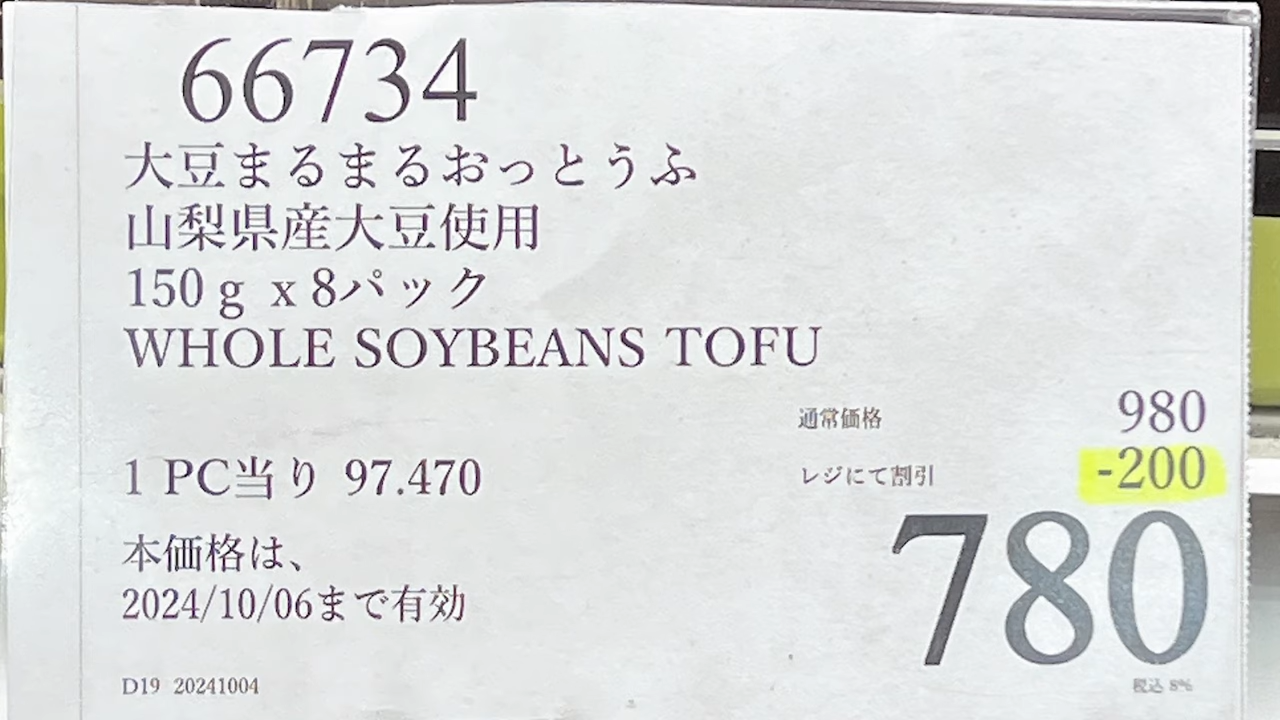 66734
大豆まるまるおっとうふ
山梨県産大豆使用
150ｇ x 8パック
WHOLE SOYBEANS TOFU
通常価格 980
1 PC当り 97.470
レジにて割引 -200
780
本価格は、
2024/10/06まで有効
D19 20241004
税込 8%